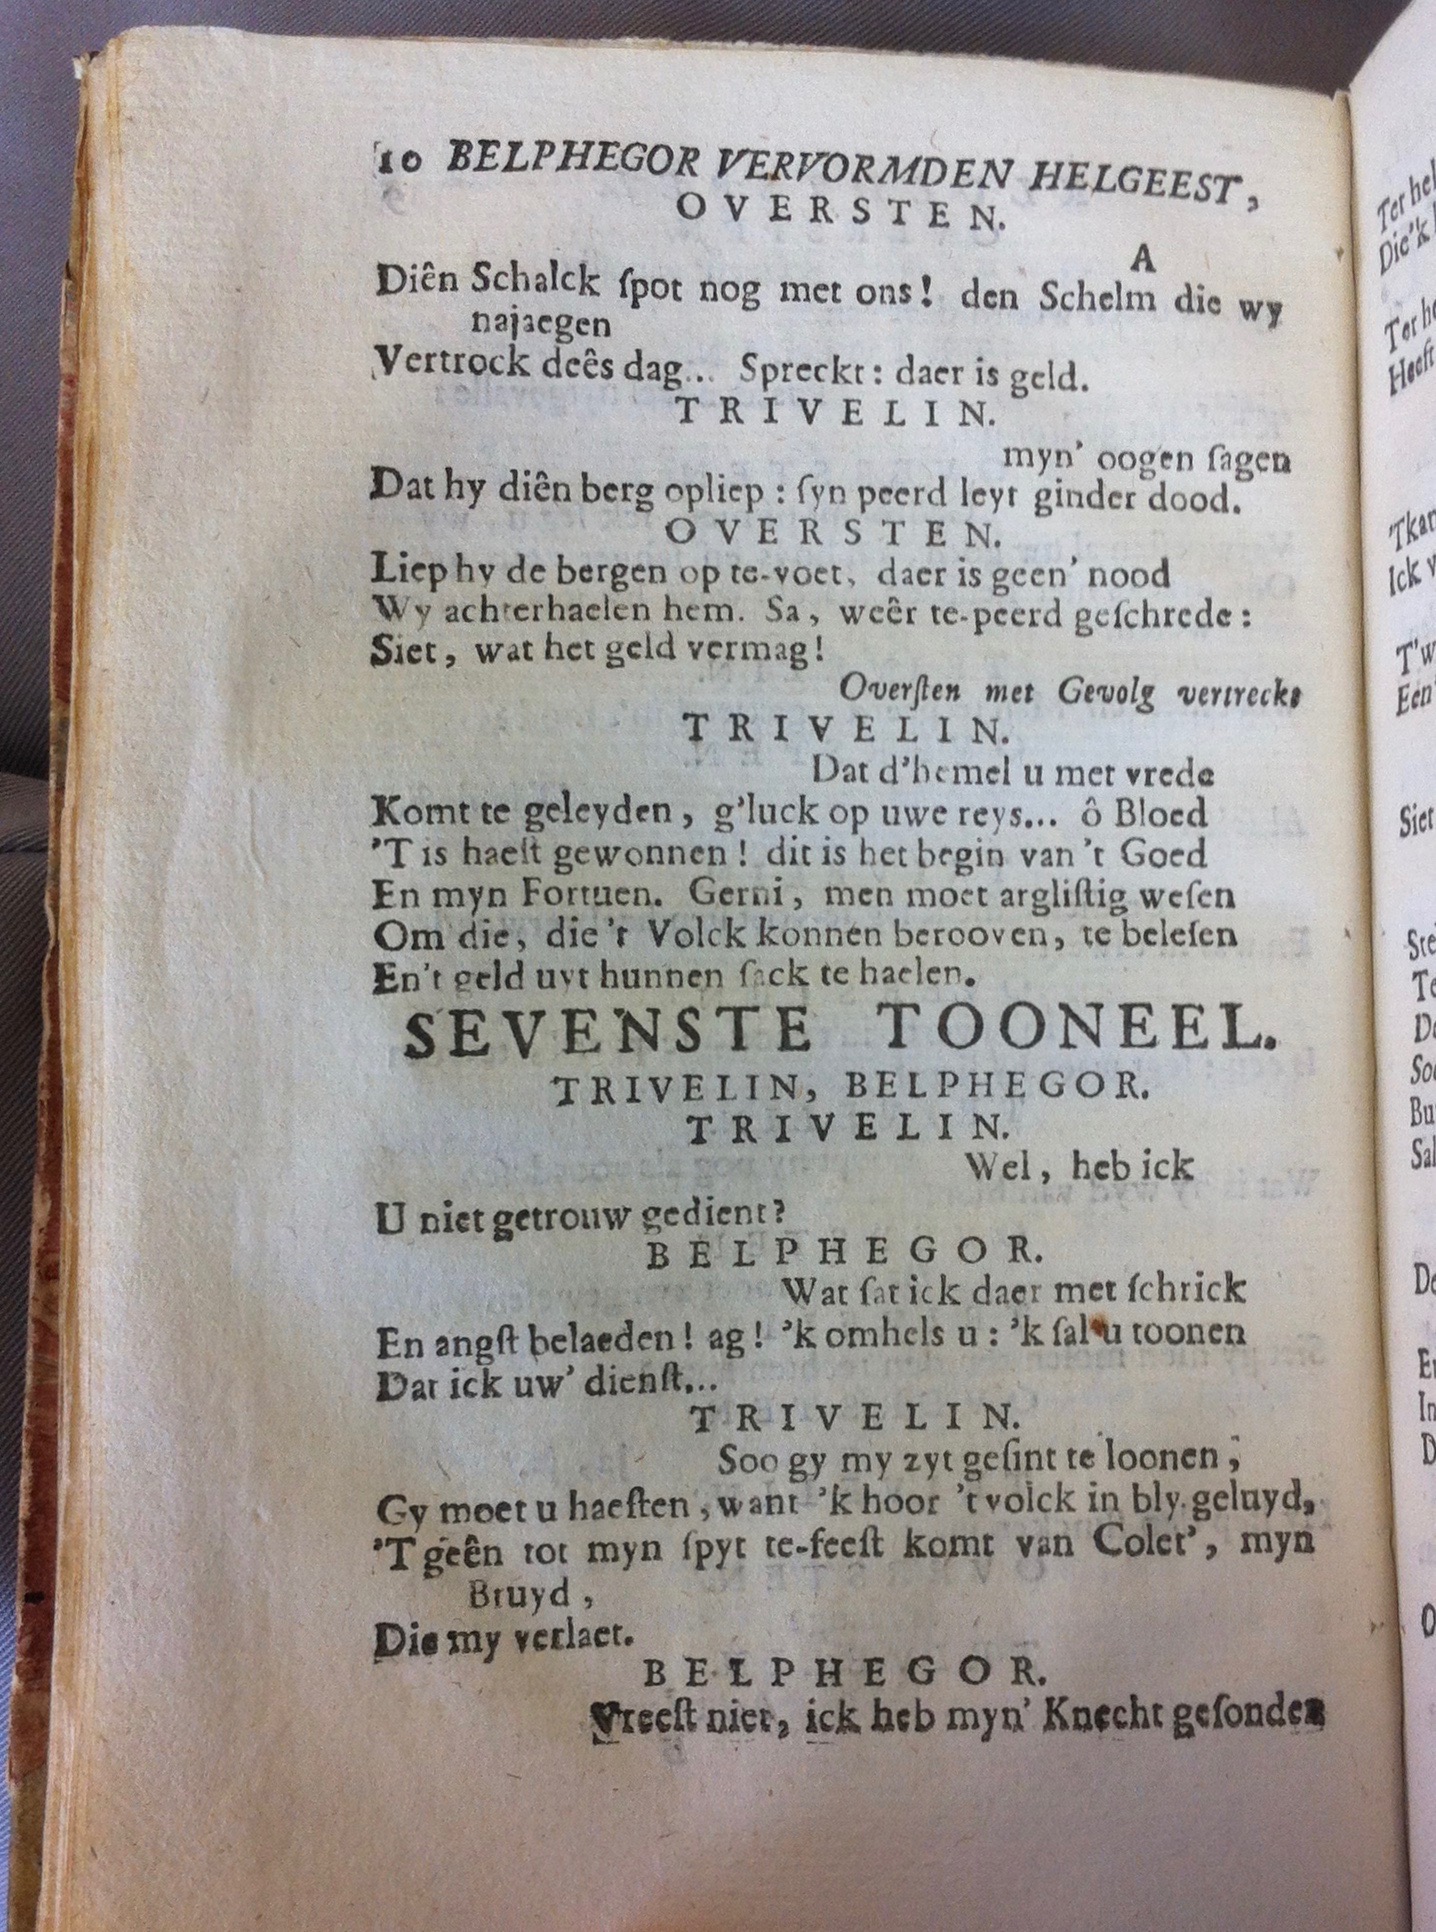 10 BELPHEGOR VERVORMDEN HELGEEST,
OVERSTEN.
A
Diên Schalck ſpot nog met ons! den Schelm die wy
najaegen
Vertrock deês dag... Spreckt: daer is geld.
TRIVELIN.
myn' oogen ſagen
Dat hy diên berg opliep: ſyn peerd leyt ginder dood.
OVERSTEN.
Liep hy de bergen op te-voet, daer is geen' nood
Wy achterhaelen hem. Sa, weêr te-peerd geſchrede:
Siet, wat het geld vermag!
Overſten met Gevolg vertreckt
TRIVELIN.
Dat d'hemel u met vrede
Komt te geleyden, g'luck op uwe reys... ô Bloed
'T is haeſt gewonnen! dit is het begin van 't Goed
En myn Fortuen. Gerni, men moet argliſtig weſen
Om die, die 't Volck konnen berooven, te beleſen
En't geld uyt hunnen ſack te haelen.
SEVENSTE TOONEEL.
TRIVELIN, BELPHEGOR.
TRIVELIN.
Wel, heb ick
U niet getrouw gedient?
BELPHEGOR.
Wat ſat ick daer met ſchrick
En angſt belaeden! ag! 'k omhels u: 'k ſal u toonen
Dat ick uw' dienſt...
TRIVELIN.
Soo gy my zyt geſint te loonen,
Gy moet u haeſten, want 'k hoor 't volck in bly geluyd,
'T geên tot myn ſpyt te-feeſt komt van Colet', myn
Bruyd,
Die my verlaet.
BELPHEGOR.
Vreeſt niet, ick heb myn' Knecht geſonden
Ter
Die'k
'Tkan
Ick
T'w
Een'
Siet